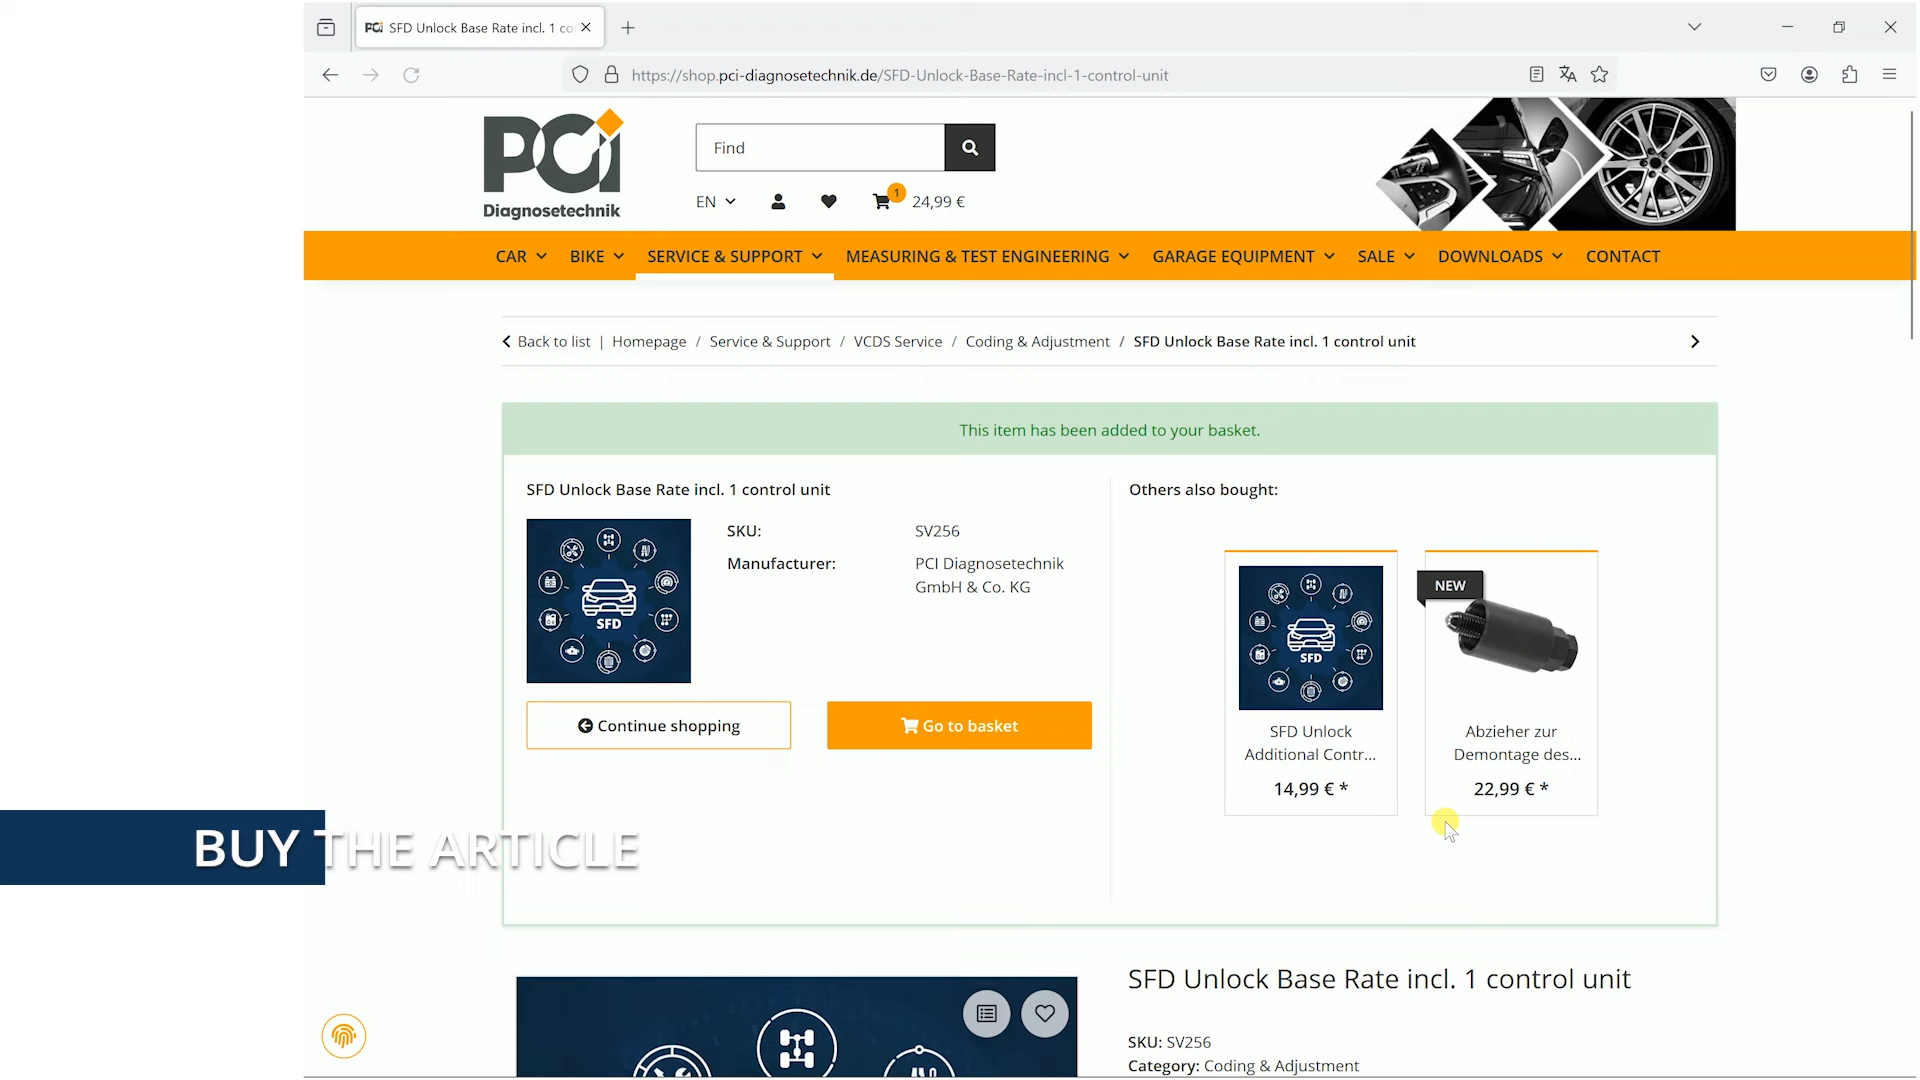 PCi SFD Unlock Base Rate incl. 1 co
https://shop.pci-diagnosetechnik.de/SFD-Unlock-Base-Rate-incl-1-control-unit
PCi
Diagnosetechnik
Find
EN
1
24,99 €
CAR
BIKE
SERVICE & SUPPORT
MEASURING & TEST ENGINEERING
GARAGE EQUIPMENT
SALE
DOWNLOADS
CONTACT
Back to list | Homepage / Service & Support / VCDS Service / Coding & Adjustment / SFD Unlock Base Rate incl. 1 control unit
This item has been added to your basket.
SFD Unlock Base Rate incl. 1 control unit
SFD
SKU: SV256
Manufacturer: PCI Diagnosetechnik
GmbH & Co. KG
Continue shopping
Go to basket
Others also bought:
SFD
SFD Unlock
Additional Contr...
14,99 € *
NEW
Abzieher zur
Demontage des...
22,99 € *
BUY THE ARTICLE
SFD Unlock Base Rate incl. 1 control unit
SKU: SV256
Category: Coding & Adjustment